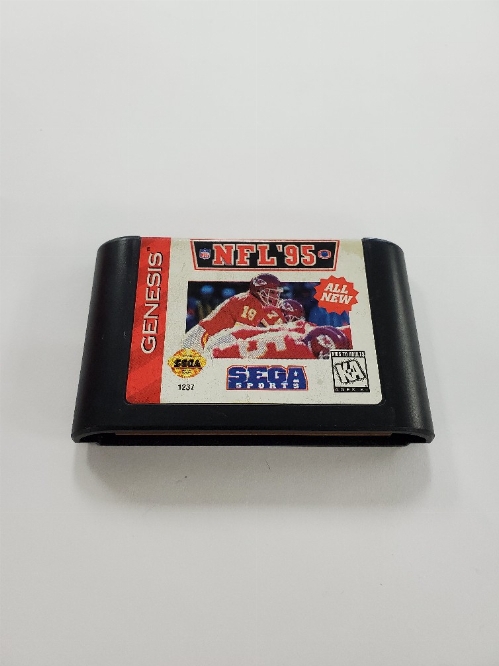 GENESIS
NFL '95
ALL
NEW
19
SEGA
1237
SEGA
SPORTS
KIDS TO ADULTS
KA